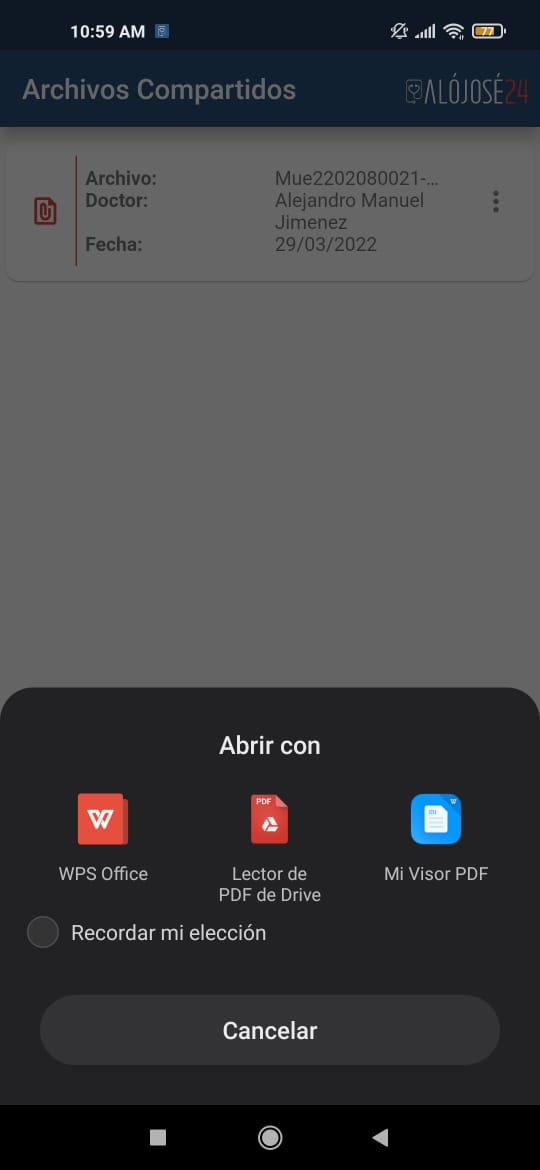 10:59 AM
77
Archivos Compartidos
ALÓJOSÉ24
Archivo: Mue2202080021-...
Doctor: Alejandro Manuel
Jimenez
Fecha: 29/03/2022
Abrir con
W
PDF
W
WPS Office
Lector de
PDF de Drive
Mi Visor PDF
Recordar mi elección
Cancelar